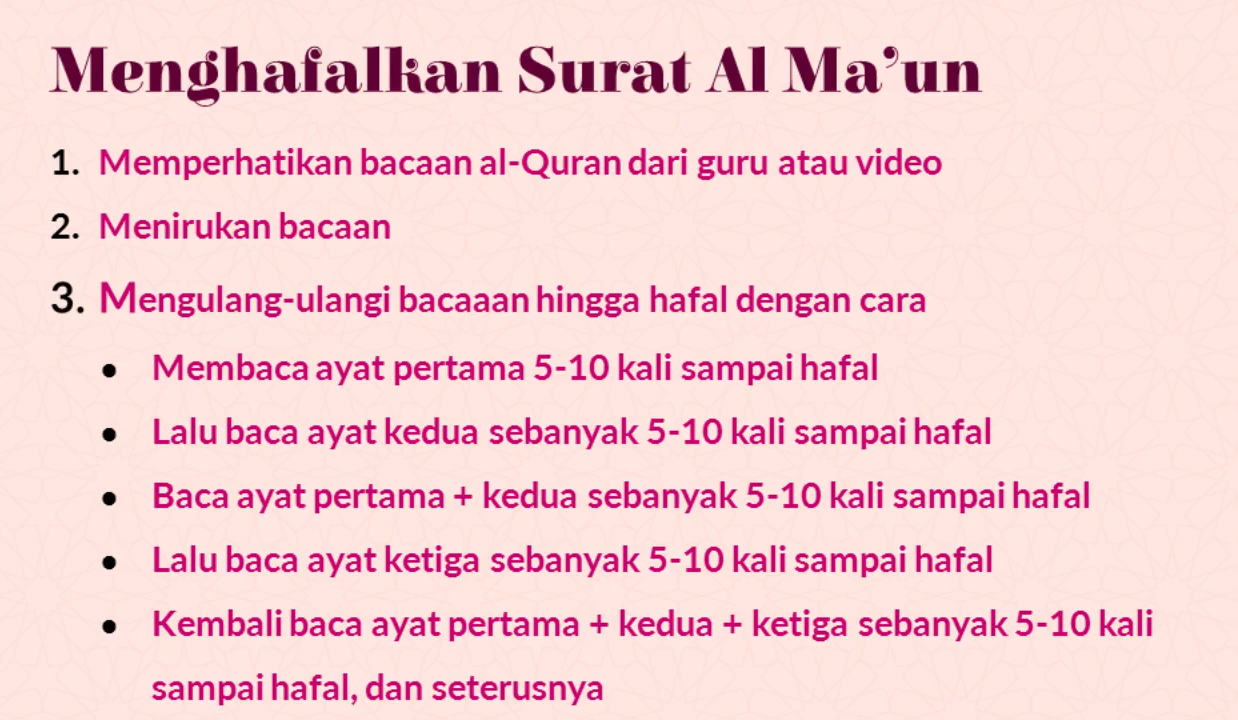 Menghafalkan Surat Al Ma’un
1. Memperhatikan bacaan al-Quran dari guru atau video
2. Menirukan bacaan
3. Mengulang-ulangi bacaaan hingga hafal dengan cara
• Membaca ayat pertama 5-10 kali sampai hafal
• Lalu baca ayat kedua sebanyak 5-10 kali sampai hafal
• Baca ayat pertama + kedua sebanyak 5-10 kali sampai hafal
• Lalu baca ayat ketiga sebanyak 5-10 kali sampai hafal
• Kembali baca ayat pertama + kedua + ketiga sebanyak 5-10 kali
sampai hafal, dan seterusnya